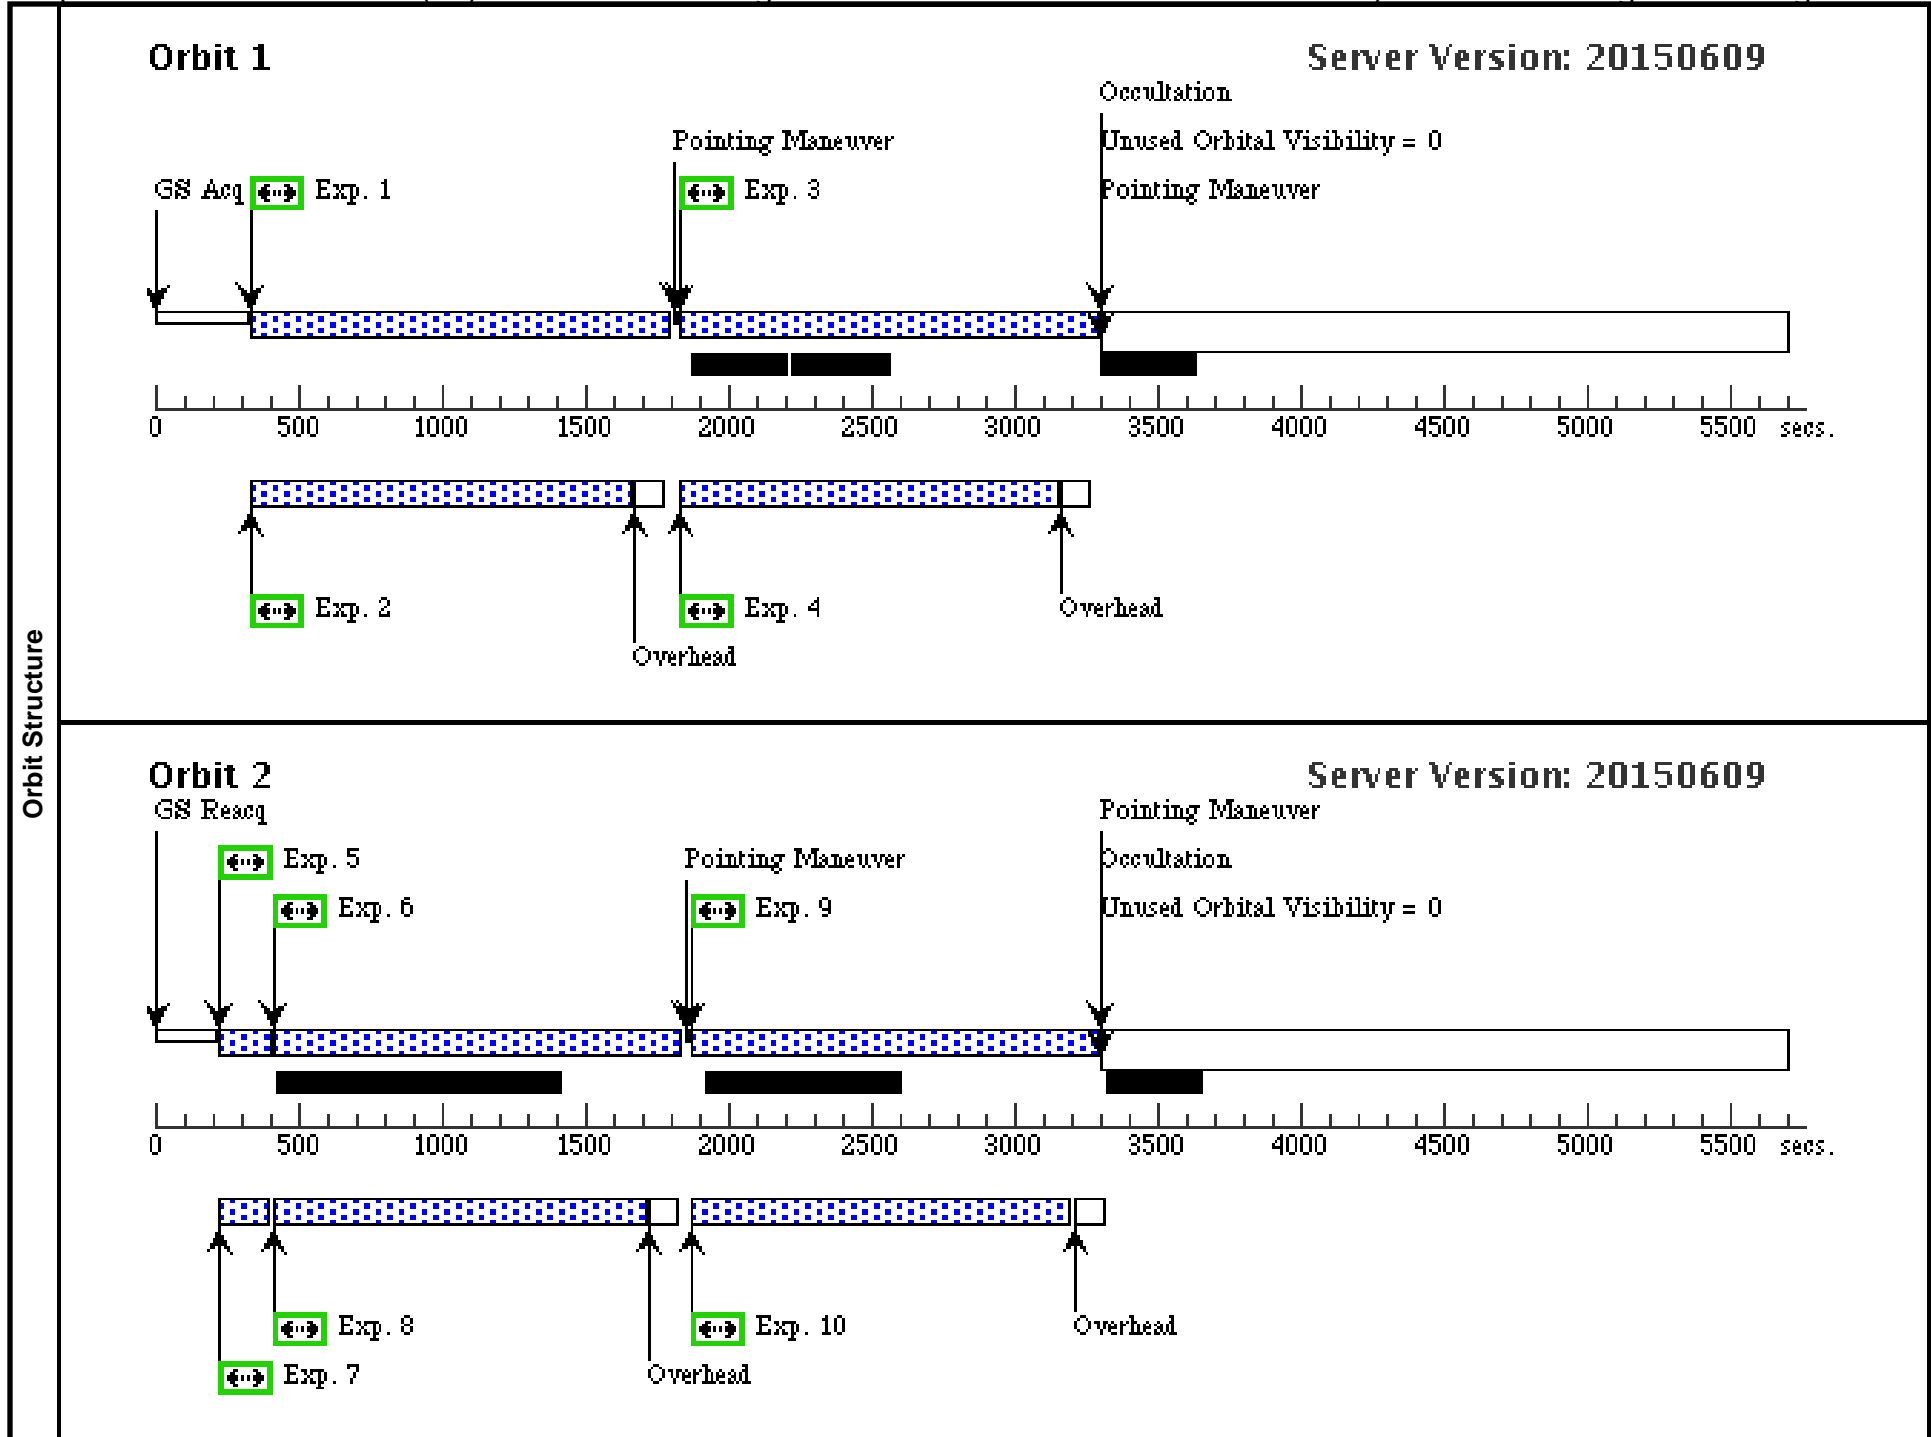 Orbit Structure
Orbit 1
Server Version: 20150609
Occultation
Pointing Maneuver
Unused Orbital Visibility = 0
GS Acq
Exp. 1
Exp. 3
Pointing Maneuver
0 500 1000 1500 2000 2500 3000 3500 4000 4500 5000 5500 secs.
Exp. 2
Exp. 4
Overhead
Overhead
Orbit 2
Server Version: 20150609
GS Reacq
Pointing Maneuver
Exp. 5
Pointing Maneuver
Occultation
Exp. 6
Exp. 9
Unused Orbital Visibility = 0
0 500 1000 1500 2000 2500 3000 3500 4000 4500 5000 5500 secs.
Exp. 8
Exp. 10
Overhead
Exp. 7
Overhead